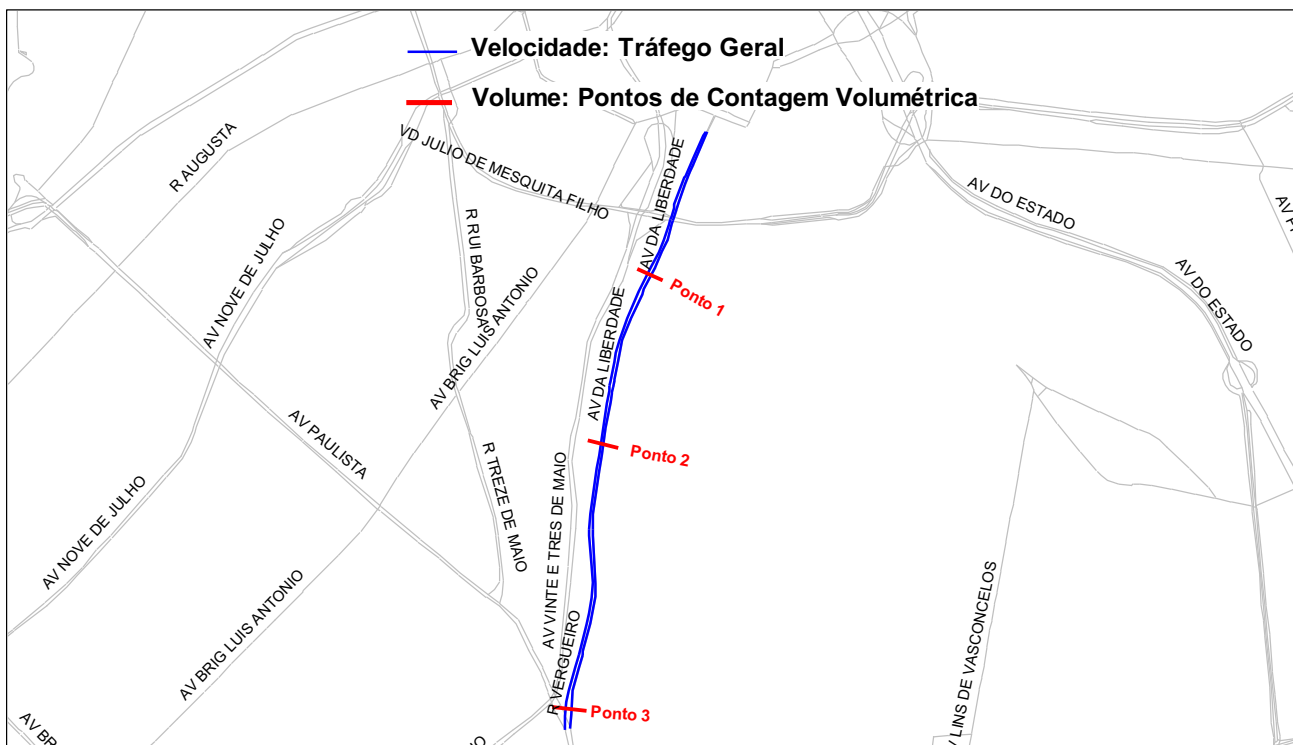 Velocidade: Tráfego Geral
Volume: Pontos de Contagem Volumétrica
R AUGUSTA
VD JULIO DE MESQUITA FILHO
AV DA LIBERDADE
AV DO ESTADO
R RUI BARBOSA
AV NOVE DE JULHO
AV BRIG LUIS ANTONIO
Ponto 1
AV DO ESTADO
AV DA LIBERDADE
AV PAULISTA
R TREZE DE MAIO
Ponto 2
AV VINTE E TRES DE MAIO
AV NOVE DE JULHO
AV BRIG LUIS ANTONIO
R VERGUEIRO
Ponto 3
LINS DE VASCONCELOS
AV BR
AV